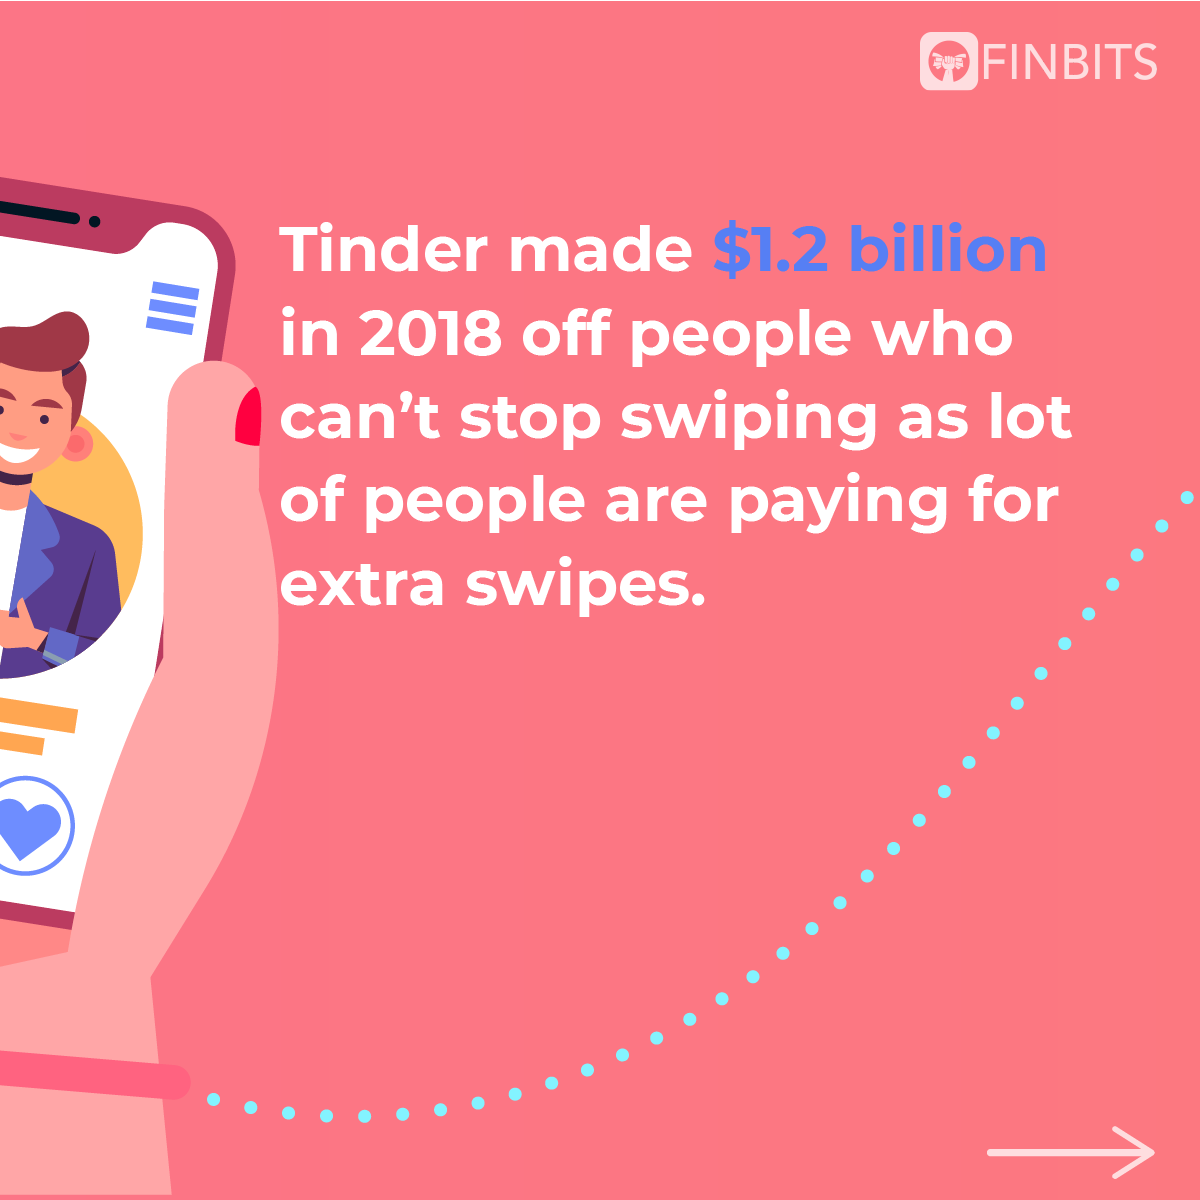 FINBITS
Tinder made $1.2 billion
in 2018 off people who
can’t stop swiping as lot
of people are paying for
extra swipes.